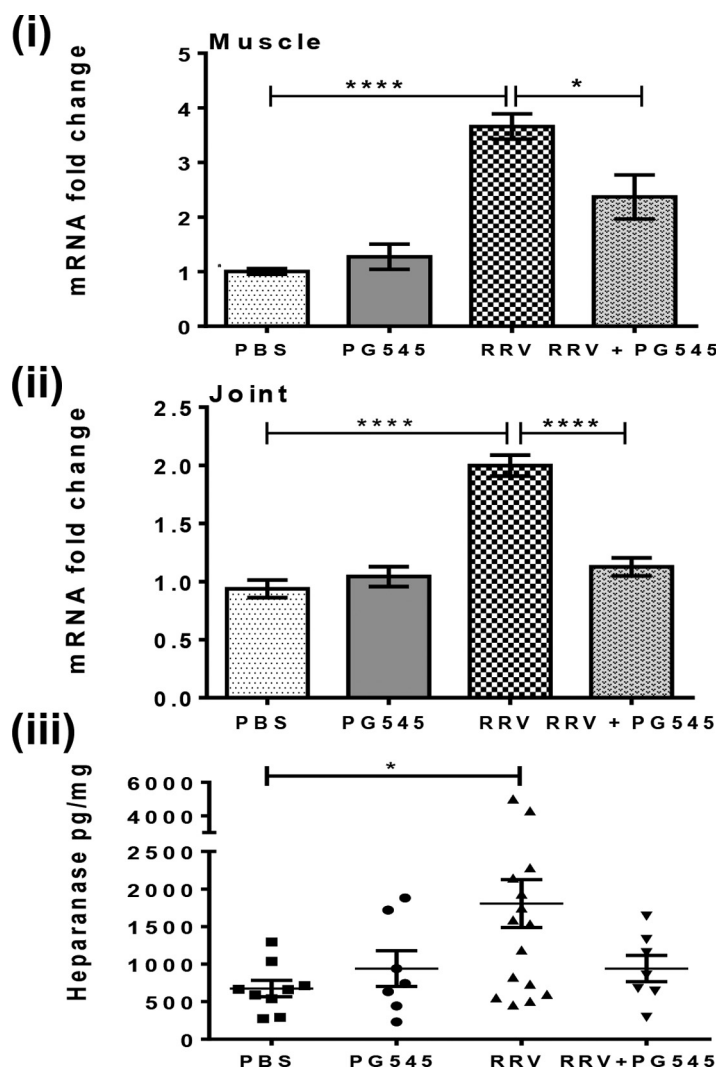 (i)
Muscle
mRNA fold change
5
4
3
2
1
0
****
*
PBS PG545 RRV RRV + PG545
(ii)
Joint
mRNA fold change
2.5
2.0
1.5
1.0
0.5
0.0
****
****
PBS PG545 RRV RRV + PG545
(iii)
Heparanase pg/mg
6000
4000
2500
2000
1500
1000
500
0
*
PBS PG545 RRV RRV+PG545